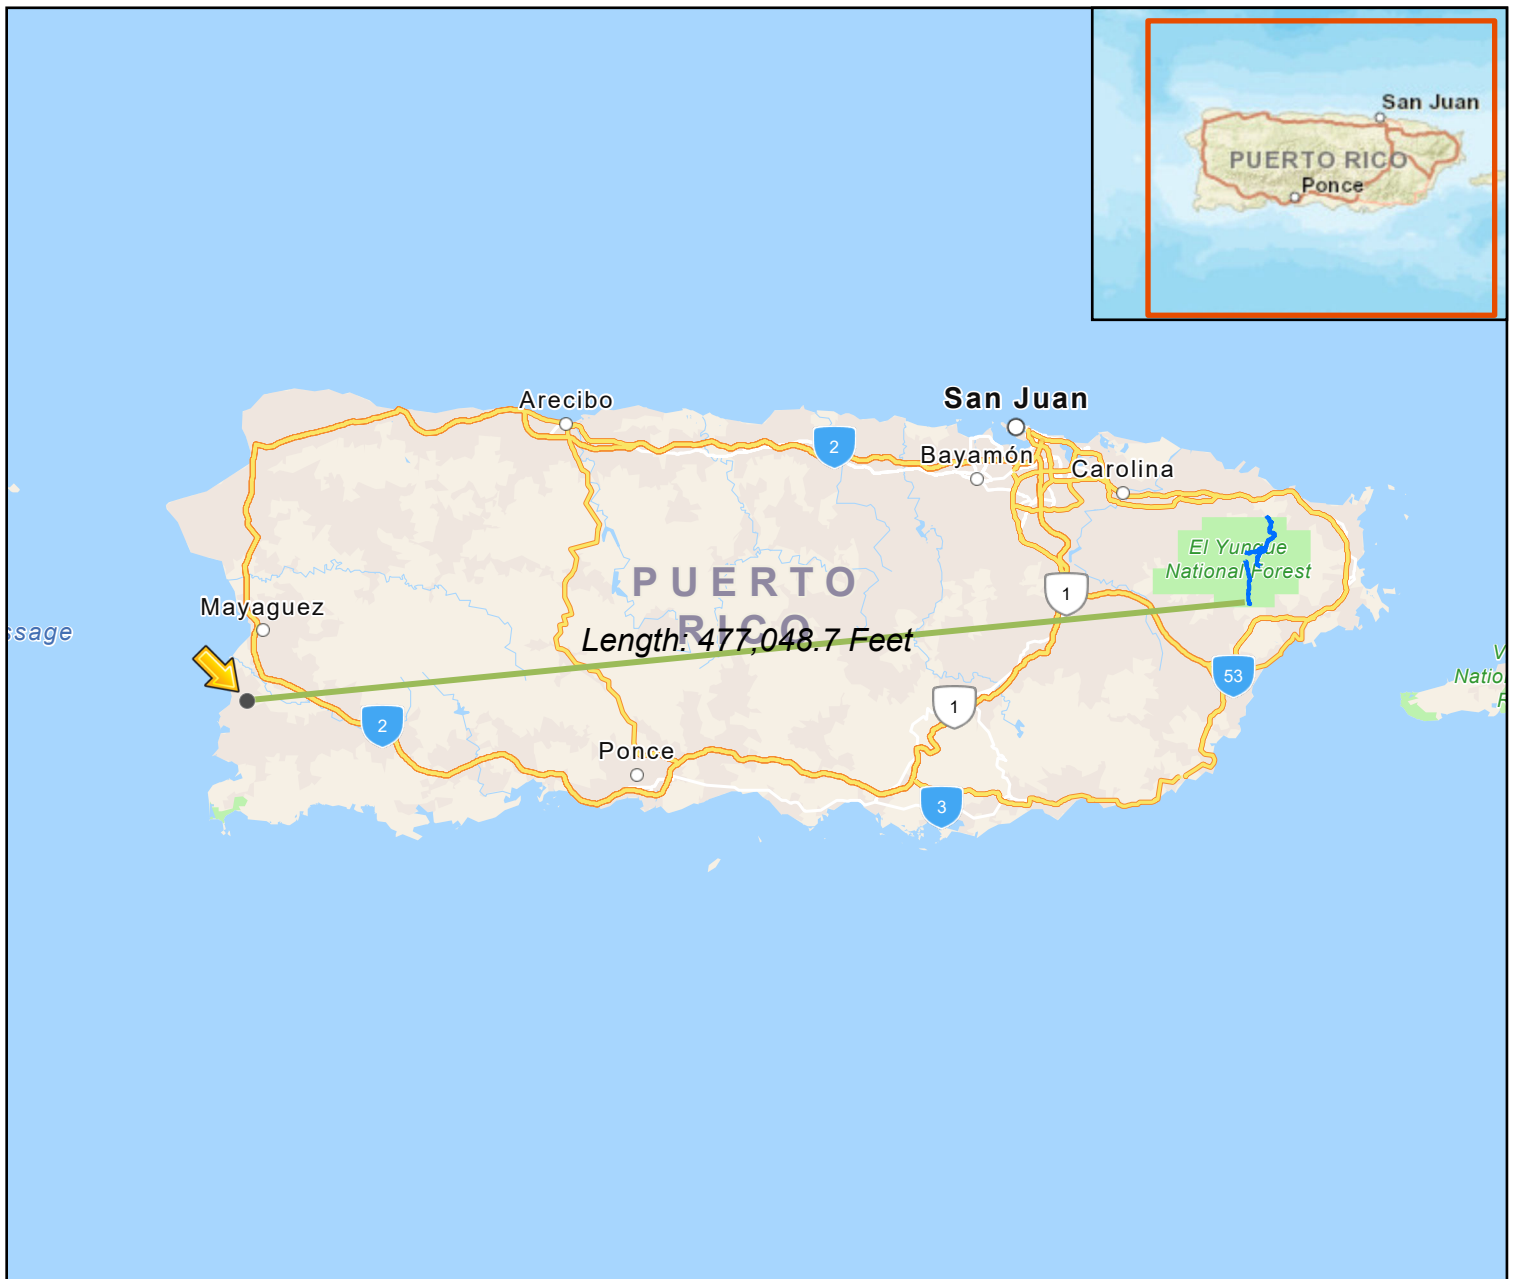 San Juan
PUERTO RICO
Ponce
Arecibo
San Juan
2
Bayamón
Carolina
El Yunque
National Forest
PUERTO
RICO
1
Mayaguez
ssage
Length: 477,048.7 Feet
53
Natio
1
2
Ponce
3